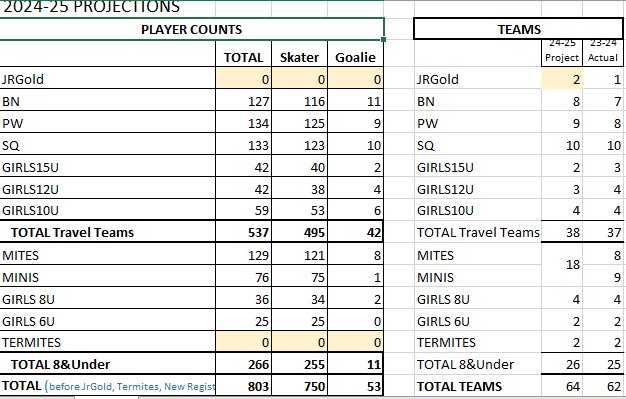 2024-25 PROJECTIONS
PLAYER COUNTS TEAMS
24-25 23-24
TOTAL Skater Goalie Project Actual
JRGold 0 0 0 JRGold 2 1
BN 127 116 11 BN 8 7
PW 134 125 9 PW 9 8
SQ 133 123 10 SQ 10 10
GIRLS15U 42 40 2 GIRLS15U 2 3
GIRLS12U 42 38 4 GIRLS12U 3 4
GIRLS10U 59 53 6 GIRLS10U 4 4
TOTAL Travel Teams 537 495 42 TOTAL Travel Teams 38 37
MITES 129 121 8 MITES 8
18
MINIS 76 75 1 MINIS 9
GIRLS 8U 36 34 2 GIRLS 8U 4 4
GIRLS 6U 25 25 0 GIRLS 6U 2 2
TERMITES 0 0 0 TERMITES 2 2
TOTAL 8&Under 266 255 11 TOTAL 8&Under 26 25
TOTAL (before JrGold, Termites, New Regist 803 750 53 TOTAL TEAMS 64 62